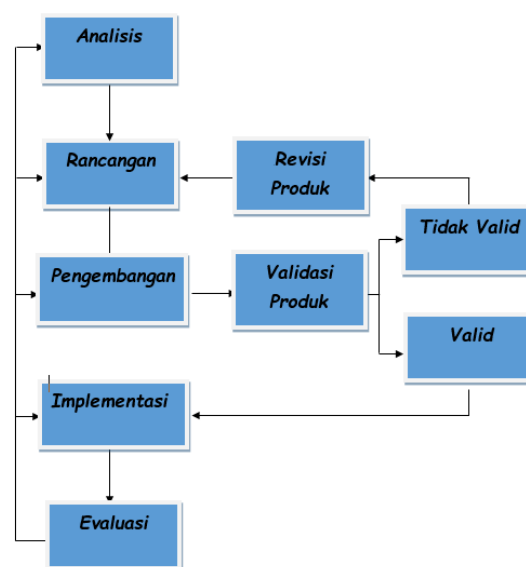 Analisis
Rancangan
Revisi
Produk
Tidak Valid
Pengembangan
Validasi
Produk
Valid
Implementasi
Evaluasi